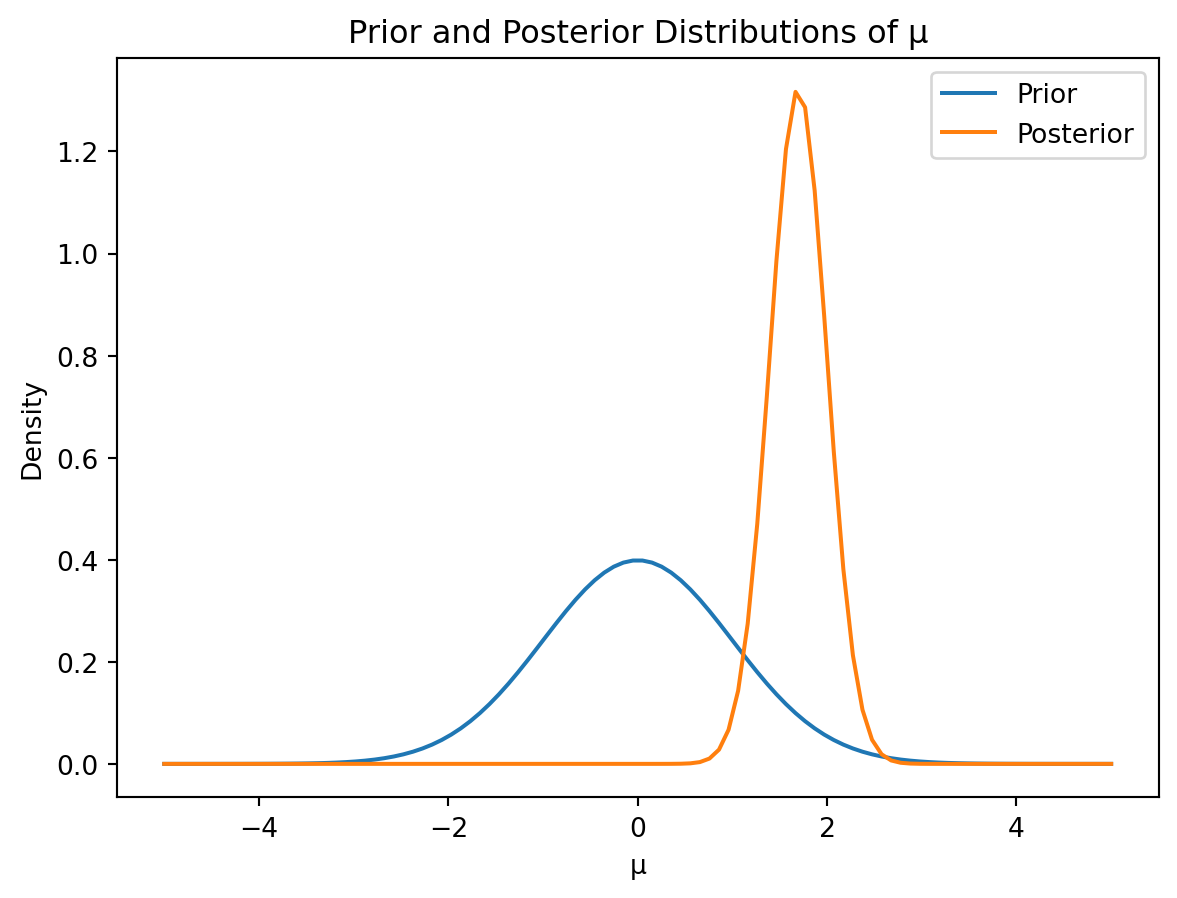 Prior and Posterior Distributions of μ
Prior
Posterior
Density
1.2
1.0
0.8
0.6
0.4
0.2
0.0
−4
−2
0
2
4
μ